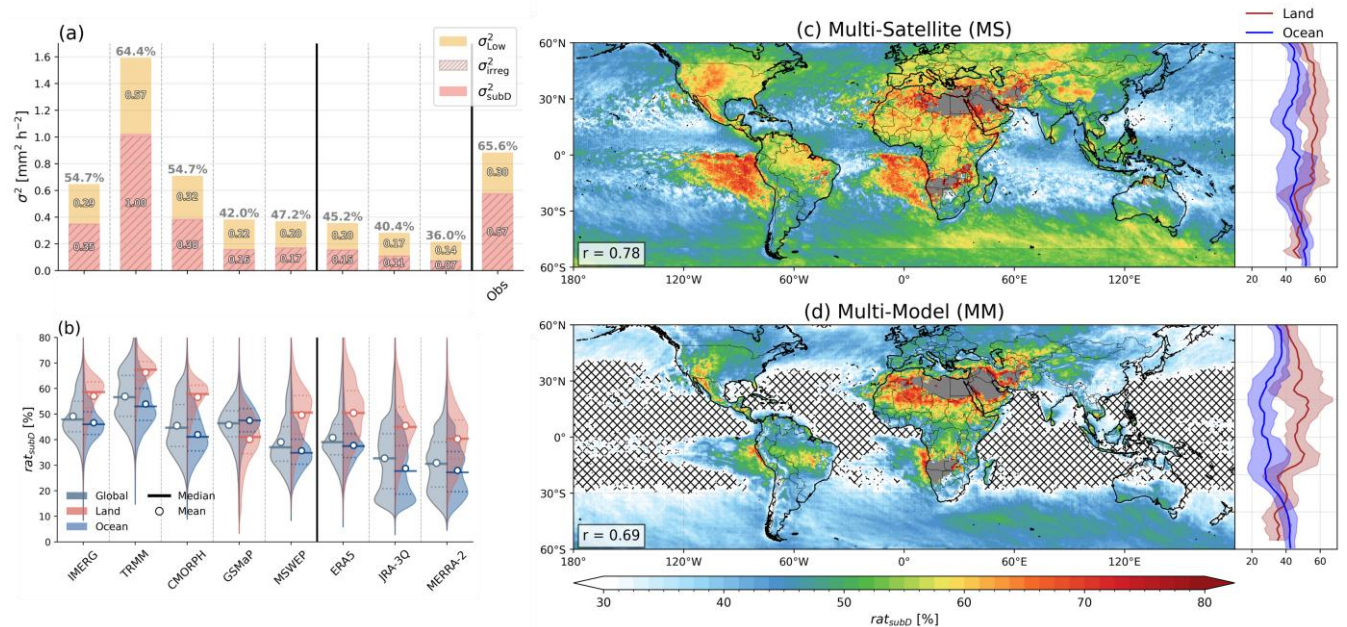 (a)
σ²Low
σ²irreg
σ²subD
σ² [mm² h⁻²]
1.6
1.4
1.2
1.0
0.8
0.6
0.4
0.2
0.0
54.7%
64.4%
54.7%
42.0%
47.2%
45.2%
40.4%
36.0%
65.6%
0.29
0.57
0.32
0.22
0.20
0.20
0.17
0.14
0.30
0.35
1.00
0.38
0.16
0.17
0.15
0.11
0.07
0.57
Obs
(b)
ratsubD [%]
80
70
60
50
40
30
20
10
0
Global
Land
Ocean
Median
Mean
IMERG
TRMM
CMORPH
GSMaP
MSWEP
ERA5
JRA-3Q
MERRA-2
(c) Multi-Satellite (MS)
Land
Ocean
60°N
30°N
0°
30°S
60°S
r = 0.78
180°
120°W
60°W
0°
60°E
120°E
20
40
60
(d) Multi-Model (MM)
60°N
30°N
0°
30°S
60°S
r = 0.69
180°
120°W
60°W
0°
60°E
120°E
20
40
60
30
40
50
60
70
80
ratsubD [%]